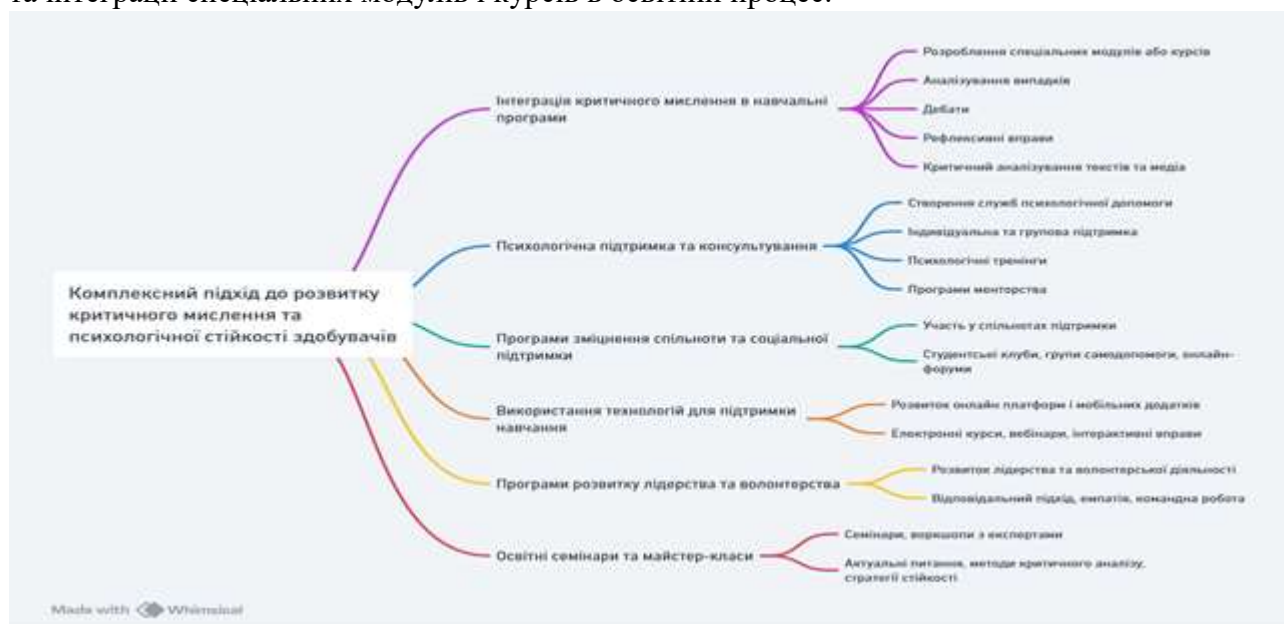 та інтеграції спеціальних модулів і курсів в освітній процес.
Комплексний підхід до розвитку
критичного мислення та
психологічної стійкості здобувачів
Інтеграція критичного мислення в навчальні
програми
Розроблення спеціальних модулів або курсів
Аналізування випадків
Дебати
Рефлексивні вправи
Критичний аналізування текстів та медіа
Психологічна підтримка та консультування
Створення служб психологічної допомоги
Індивідуальна та групова підтримка
Психологічні тренінги
Програми менторства
Програми зміцнення спільноти та соціальної
підтримки
Участь у спільнотах підтримки
Студентські клуби, групи самодопомоги, онлайн-
форуми
Використання технологій для підтримки
навчання
Розвиток онлайн платформ і мобільних додатків
Електронні курси, вебінари, інтерактивні вправи
Програми розвитку лідерства та волонтерства
Розвиток лідерства та волонтерської діяльності
Відповідальний підхід, емпатія, командна робота
Освітні семінари та майстер-класи
Семінари, воркшопи з експертами
Актуальні питання, методи критичного аналізу,
стратегії стійкості
Made with Whimsical